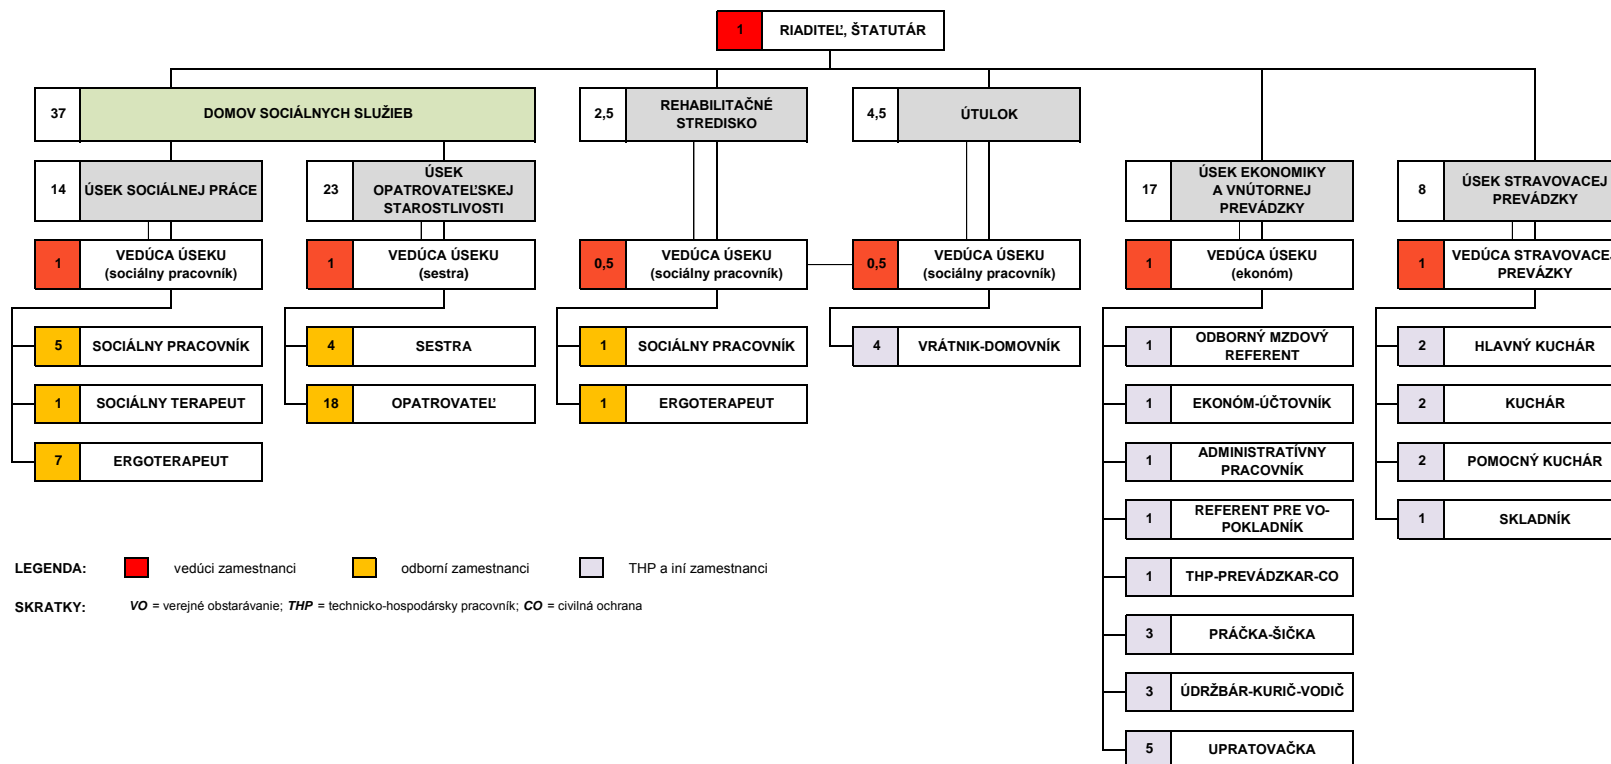 1 RIADITEĽ, ŠTATUTÁR
37 DOMOV SOCIÁLNYCH SLUŽIEB
2,5 REHABILITAČNÉ
STREDISKO
4,5 ÚTULOK
14 ÚSEK SOCIÁLNEJ PRÁCE
23 ÚSEK
OPATROVATEĽSKEJ
STAROSTLIVOSTI
17 ÚSEK EKONOMIKY
A VNÚTORNEJ
PREVÁDZKY
8 ÚSEK STRAVOVACEJ
PREVÁDZKY
1 VEDÚCA ÚSEKU
(sociálny pracovník)
1 VEDÚCA ÚSEKU
(sestra)
0,5 VEDÚCA ÚSEKU
(sociálny pracovník)
0,5 VEDÚCA ÚSEKU
(sociálny pracovník)
1 VEDÚCA ÚSEKU
(ekonóm)
1 VEDÚCA STRAVOVACEJ
PREVÁZKY
5 SOCIÁLNY PRACOVNÍK
1 SOCIÁLNY TERAPEUT
7 ERGOTERAPEUT
4 SESTRA
18 OPATROVATEĽ
1 SOCIÁLNY PRACOVNÍK
1 ERGOTERAPEUT
4 VRÁTNIK-DOMOVNÍK
1 ODBORNÝ MZDOVÝ
REFERENT
1 EKONÓM-ÚČTOVNÍK
1 ADMINISTRATÍVNY
PRACOVNÍK
1 REFERENT PRE VO-
POKLADNÍK
1 THP-PREVÁDZKAR-CO
3 PRÁČKA-ŠIČKA
3 ÚDRŽBÁR-KURIČ-VODIČ
5 UPRATOVAČKA
2 HLAVNÝ KUCHÁR
2 KUCHÁR
2 POMOCNÝ KUCHÁR
1 SKLADNÍK
LEGENDA: vedúci zamestnanci odborní zamestnanci THP a iní zamestnanci
SKRATKY: VO = verejné obstarávanie; THP = technicko-hospodársky pracovník; CO = civilná ochrana